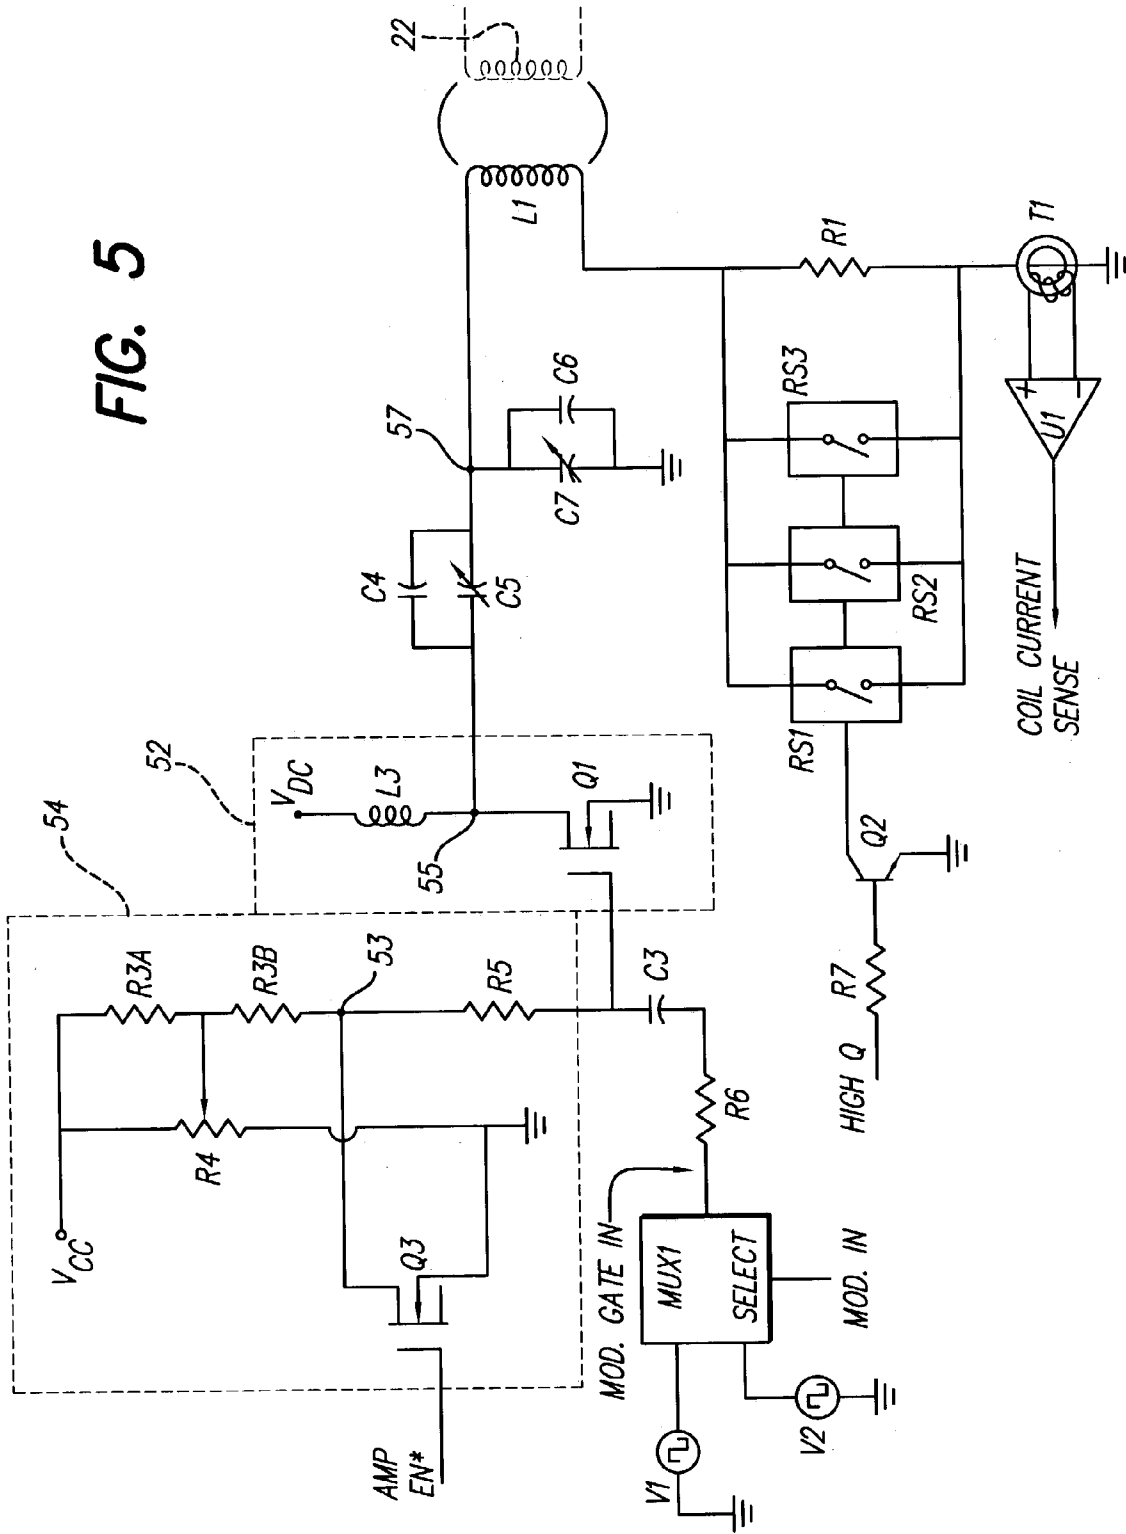 FIG. 5
22
L1
57
C4
C5
C6
C7
R1
T1
RS3
RS2
RS1
+
−
U1
COIL CURRENT
SENSE
52
54
VDC
L3
55
Q1
Q2
R7
HIGH Q
R3A
R3B
53
R5
C3
R4
VCC
Q3
R6
AMP
EN*
MOD. GATE IN
MUX1
SELECT
MOD. IN
V1
V2